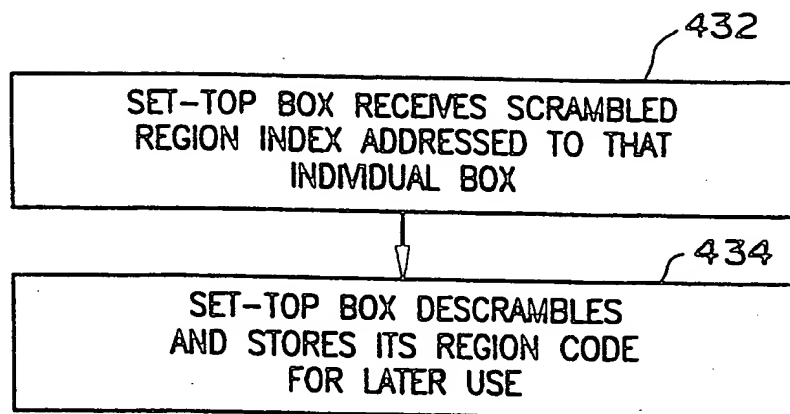 432
SET-TOP BOX RECEIVES SCRAMBLED
REGION INDEX ADDRESSED TO THAT
INDIVIDUAL BOX
434
SET-TOP BOX DESCRAMBLES
AND STORES ITS REGION CODE
FOR LATER USE